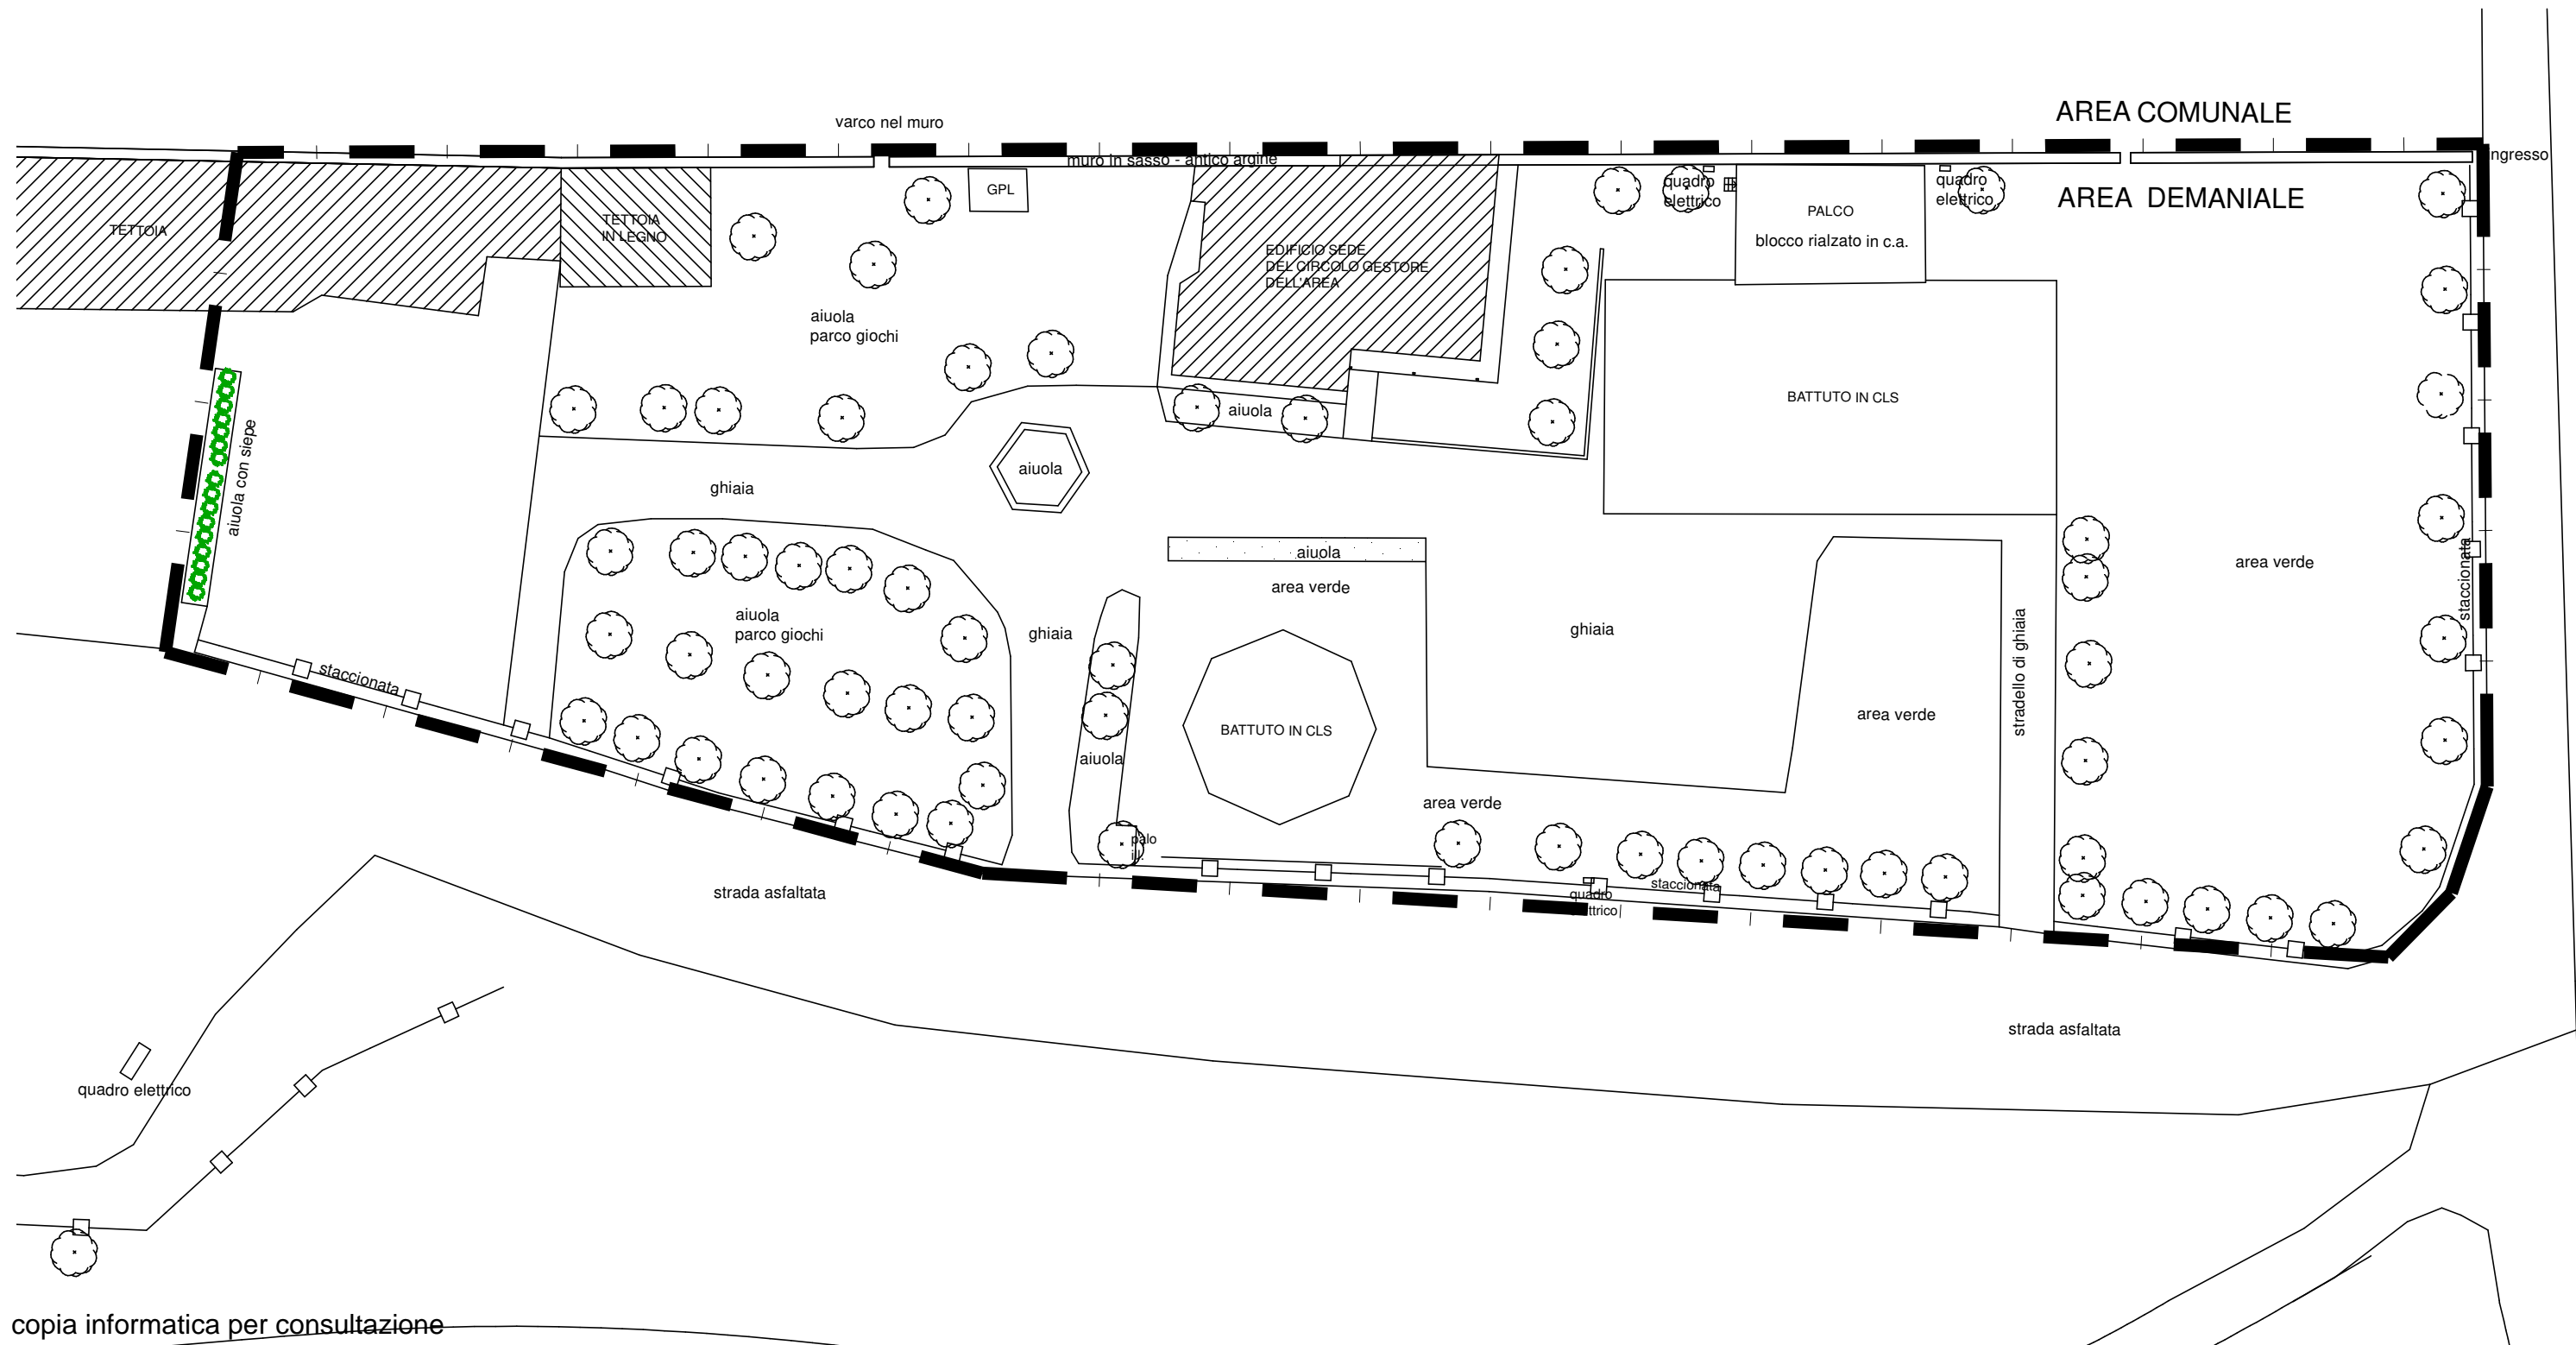 AREA COMUNALE
varco nel muro
muro in sasso - antico argine
ingresso
GPL
quadro
elettrico
quadro
elettrico
AREA DEMANIALE
PALCO
blocco rialzato in c.a.
TETTOIA
TETTOIA
IN LEGNO
EDIFICIO SEDE
DEL CIRCOLO GESTORE
DELL'AREA
aiuola
parco giochi
BATTUTO IN CLS
aiuola
aiuola con siepe
aiuola
ghiaia
aiuola
area verde
area verde
staccionata
aiuola
parco giochi
ghiaia
ghiaia
stradello di ghiaia
staccionata
area verde
BATTUTO IN CLS
aiuola
area verde
palo
ill.
staccionata
quadro
elettrico
strada asfaltata
strada asfaltata
quadro elettrico
copia informatica per consultazione